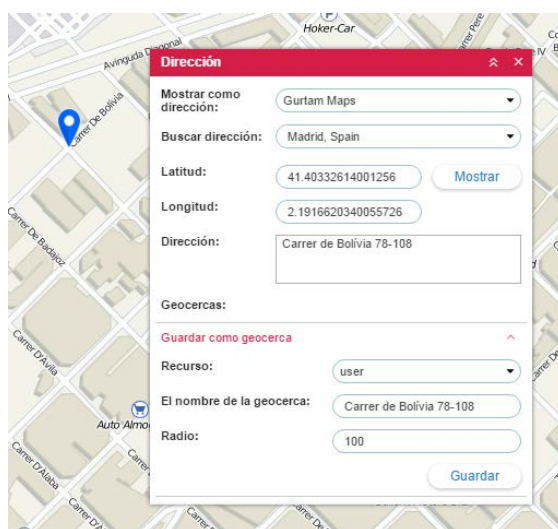 Hoker-Car
Avinguda Diagonal
Carrer De Bolívia
Carrer De Badajoz
Carrer D'Àvila
Carrer D'Àlaba
Dirección
Mostrar como dirección:
Gurtam Maps
Buscar dirección:
Madrid, Spain
Latitud:
41.40332614001256
Mostrar
Longitud:
2.1916620340055726
Dirección:
Carrer de Bolívia 78-108
Geocercas:
Guardar como geocerca
Recurso:
user
El nombre de la geocerca:
Carrer de Bolívia 78-108
Radio:
100
Guardar